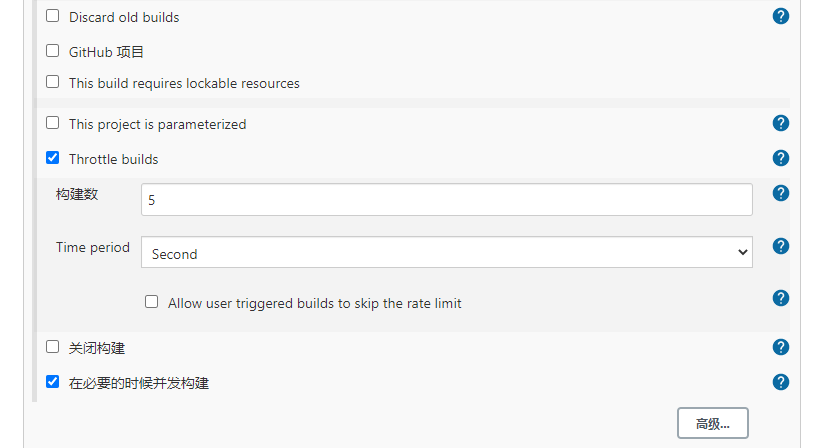 Discard old builds
GitHub 项目
This build requires lockable resources
This project is parameterized
Throttle builds
构建数
5
Time period
Second
Allow user triggered builds to skip the rate limit
关闭构建
在必要的时候并发构建
高级...